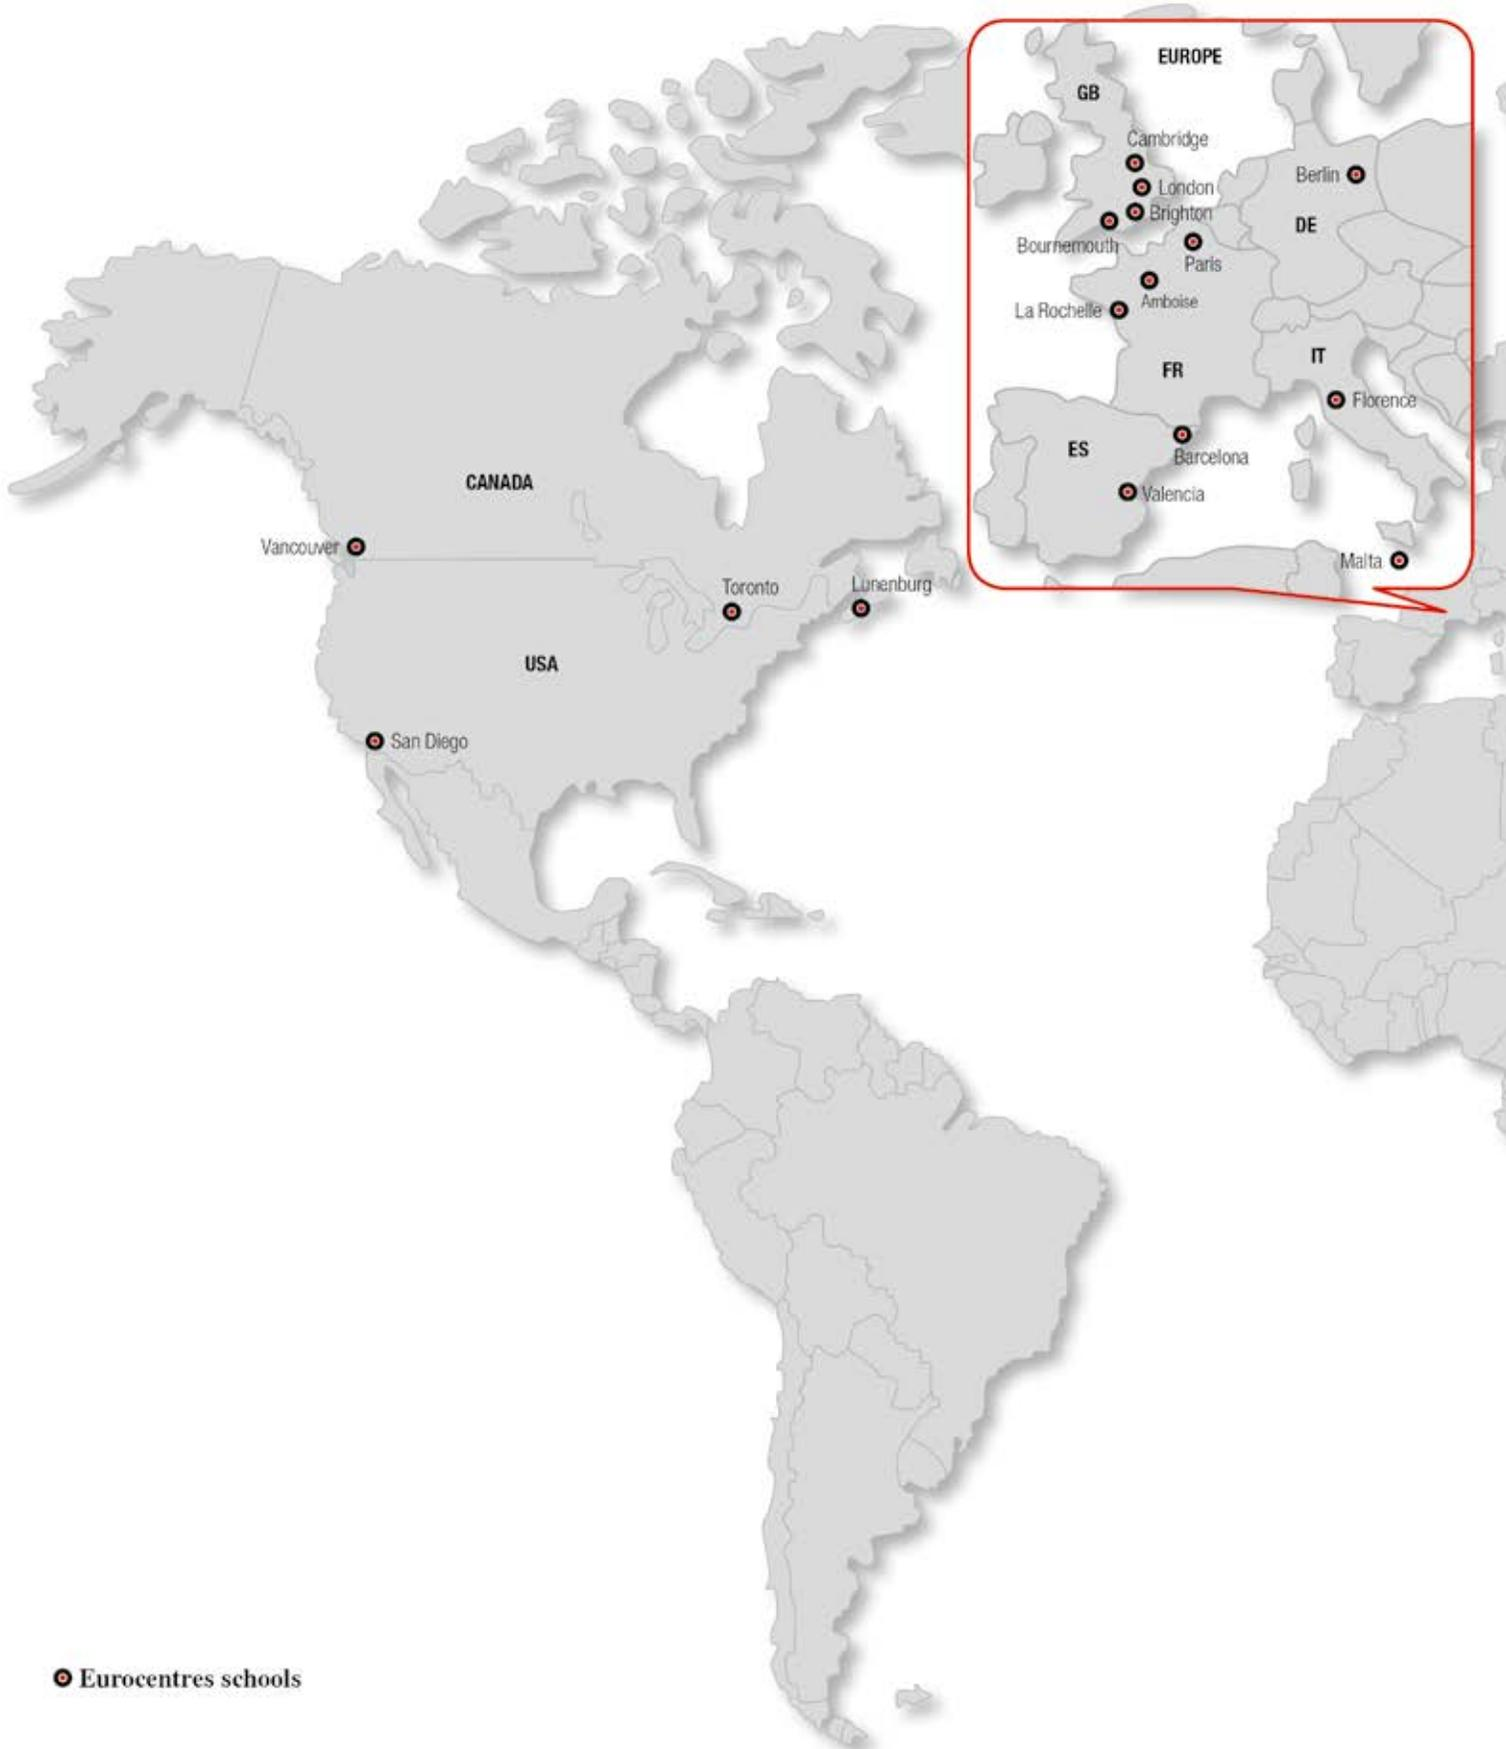 EUROPE
GB
Cambridge
London
Brighton
Bournemouth
Paris
Amboise
La Rochelle
Berlin
DE
FR
IT
Florence
ES
Barcelona
Valencia
Malta
CANADA
Vancouver
Toronto
Lunenburg
USA
San Diego
Eurocentres schools